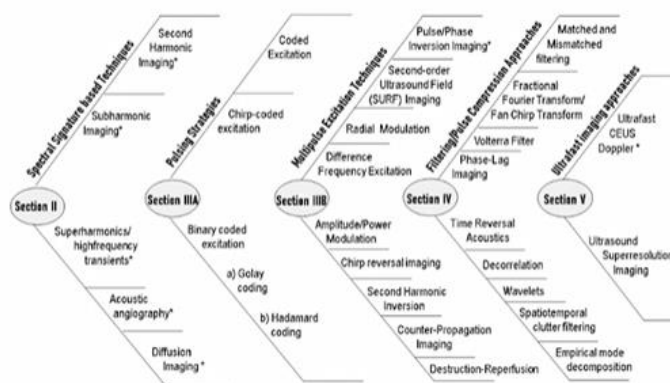 Spectral Signature based Techniques
Second
Harmonic
Imaging*
Subharmonic
Imaging*
Section II
Superharmonics/
highfrequency
transients*
Acoustic
angiography*
Diffusion
Imaging *
Pulsing Strategies
Coded
Excitation
Chirp-coded
excitation
Section IIIA
Binary coded
excitation
a) Golay
coding
b) Hadamard
coding
Multipulse Excitation Techniques
Pulse/Phase
Inversion Imaging*
Second-order
Ultrasound Field
(SURF) Imaging
Radial Modulation
Difference
Frequency Excitation
Section IIIB
Amplitude/Power
Modulation
Chirp reversal imaging
Second Harmonic
Inversion
Counter-Propagation
Imaging
Destruction-Reperfusion
Filtering/Pulse Compression Approaches
Matched and
Mismatched
filtering
Fractional
Fourier Transform/
Fan Chirp Transform
Volterra Filter
Phase-Lag
Imaging
Section IV
Time Reversal
Acoustics
Decorrelation
Wavelets
Spatiotemporal
clutter filtering
Empirical mode
decomposition
Ultrafast imaging approaches
Ultrafast
CEUS
Doppler *
Section V
Ultrasound
Superresolution
Imaging